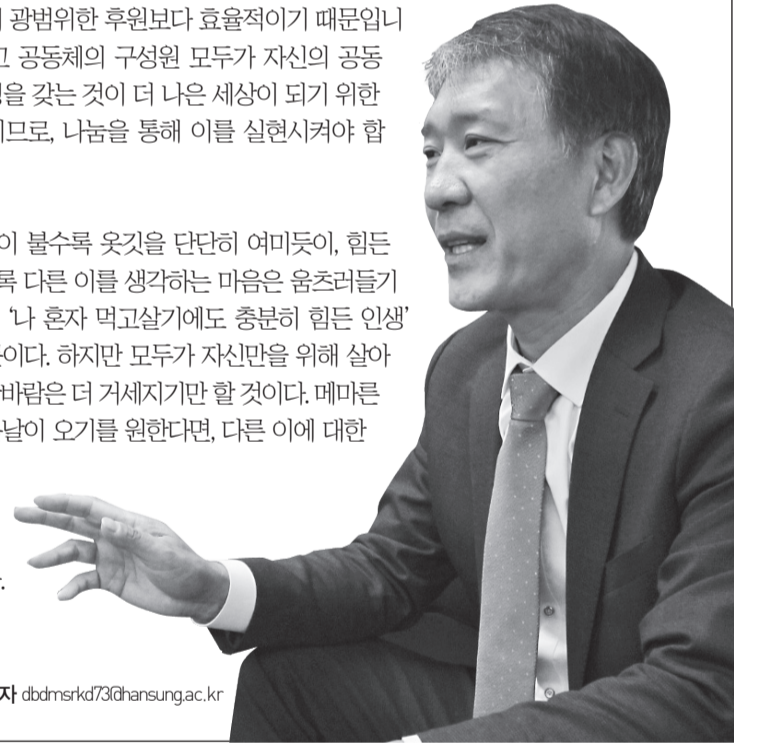 광범위한 후원보다 효율적이기 때문입니
공동체의 구성원 모두가 자신의 공동
갖는 것이 더 나은 세상이 되기 위한
이므로, 나눔을 통해 이를 실현시켜야 합
이 불수록 옷깃을 단단히 여미듯이, 힘든
록 다른 이를 생각하는 마음은 움츠러들기
‘나 혼자 먹고살기에도 충분히 힘든 인생’
이다. 하지만 모두가 자신만을 위해 살아
바람은 더 거세지기만 할 것이다. 메마른
날이 오기를 원한다면, 다른 이에 대한
자 dbdmsrkd73@hansung.ac.kr